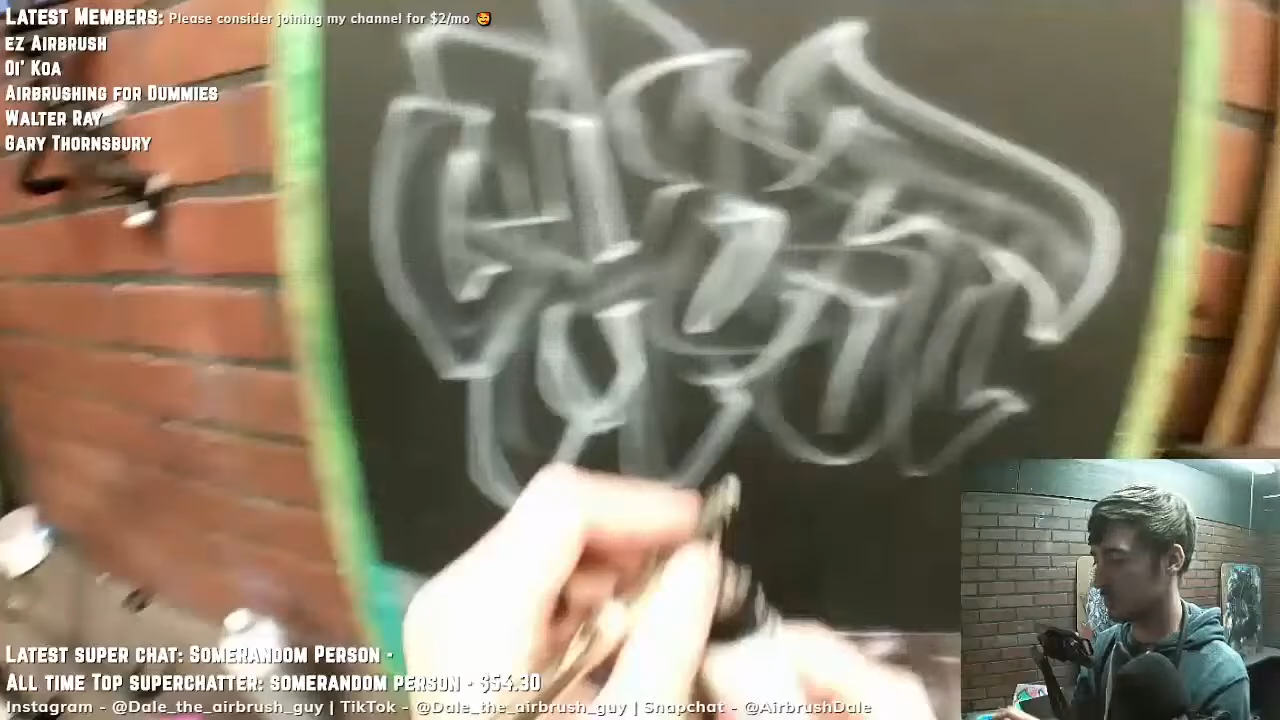 LATEST MEMBERS: Please consider joining my channel for $2/mo 🥰
EZ AIRBRUSH
OI' KOA
AIRBRUSHING FOR DUMMIES
WALTER RAY
GARY THORNSBURY
LATEST SUPER CHAT: SOMERANDOM PERSON -
ALL TIME TOP SUPERCHATTER: SOMERANDOM PERSON - $54.30
Instagram - @Dale_the_airbrush_guy | TikTok - @Dale_the_airbrush_guy | Snapchat - @AirbrushDale